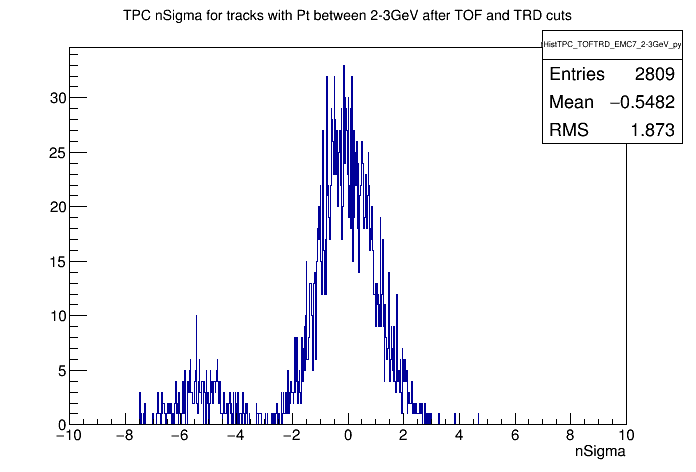 TPC nSigma for tracks with Pt between 2-3GeV after TOF and TRD cuts
HistTPC_TOFTRD_EMC7_2-3GeV_py
Entries 2809
Mean −0.5482
RMS 1.873
30
25
20
15
10
5
0
−10 −8 −6 −4 −2 0 2 4 6 8 10
nSigma